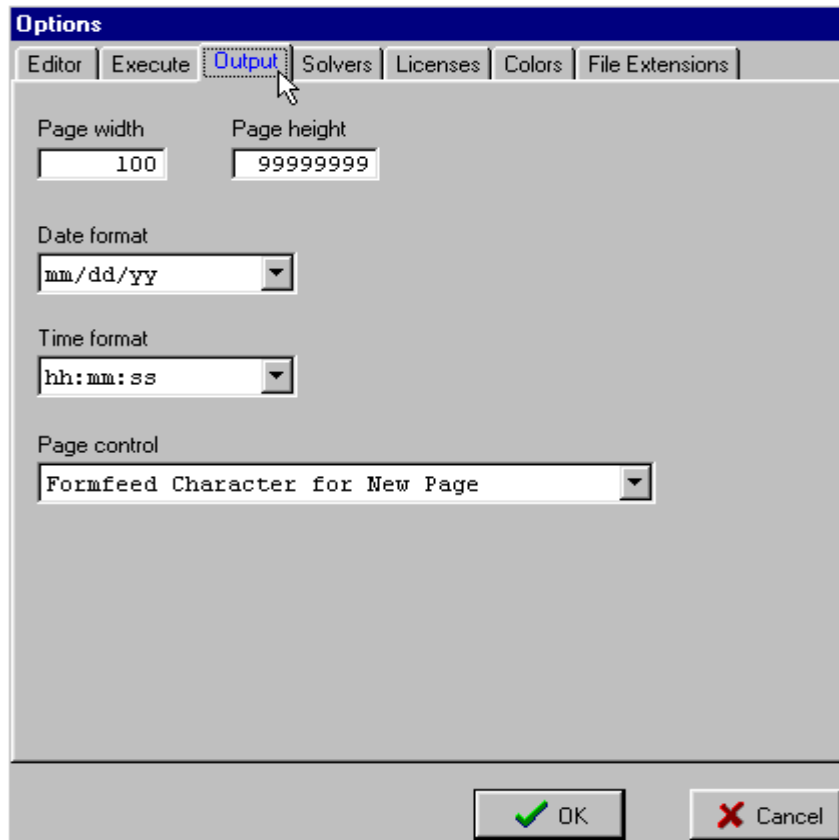 Options
Editor Execute Output Solvers Licenses Colors File Extensions
Page width Page height
100 99999999
Date format
mm/dd/yy
Time format
hh:mm:ss
Page control
Formfeed Character for New Page
OK Cancel